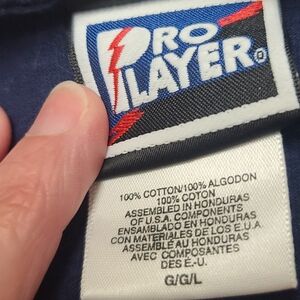 PRO
PLAYER®
100% COTTON/100% ALGODON
100% COTON
ASSEMBLED IN HONDURAS
OF U.S.A. COMPONENTS
ENSAMBLADO EN HONDURAS
CON MATERIALES DE LOS E.U.A.
ASSEMBLÉ AU HONDURAS
AVEC COMPOSANTES
DES É.-U.
G/G/L